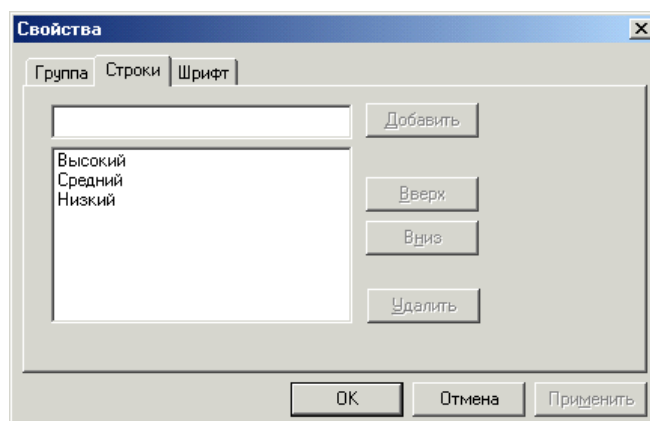 Свойства
Группа Строки Шрифт
Добавить
Высокий
Средний
Низкий
Вверх
Вниз
Удалить
OK Отмена Применить